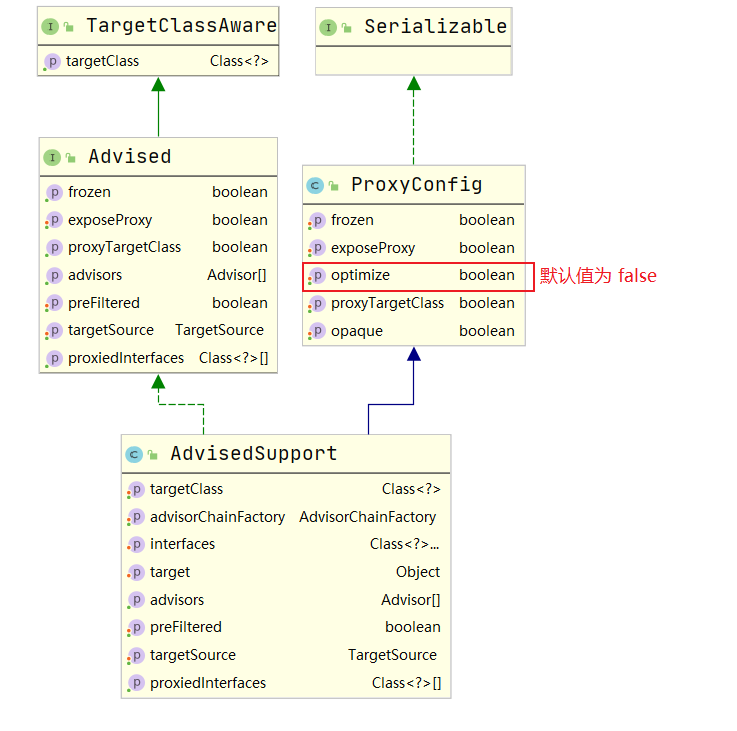 TargetClassAware
targetClass Class<?>
Serializable
Advised
frozen boolean
exposeProxy boolean
proxyTargetClass boolean
advisors Advisor[]
preFiltered boolean
targetSource TargetSource
proxiedInterfaces Class<?>[]
ProxyConfig
frozen boolean
exposeProxy boolean
optimize boolean
默认值为 false
proxyTargetClass boolean
opaque boolean
AdvisedSupport
targetClass Class<?>
advisorChainFactory AdvisorChainFactory
interfaces Class<?>...
target Object
advisors Advisor[]
preFiltered boolean
targetSource TargetSource
proxiedInterfaces Class<?>[]